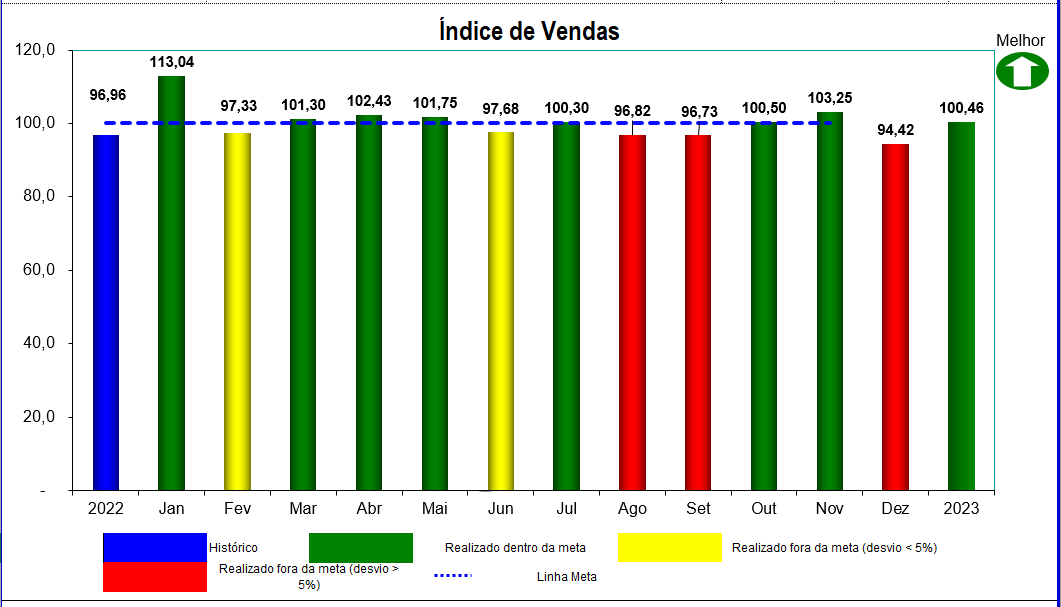 Índice de Vendas
Melhor
120,0
100,0
80,0
60,0
40,0
20,0
-
96,96
113,04
97,33
101,30
102,43
101,75
97,68
100,30
96,82
96,73
100,50
103,25
94,42
100,46
2022 Jan Fev Mar Abr Mai Jun Jul Ago Set Out Nov Dez 2023
Histórico
Realizado dentro da meta
Realizado fora da meta (desvio < 5%)
Realizado fora da meta (desvio >
5%)
Linha Meta